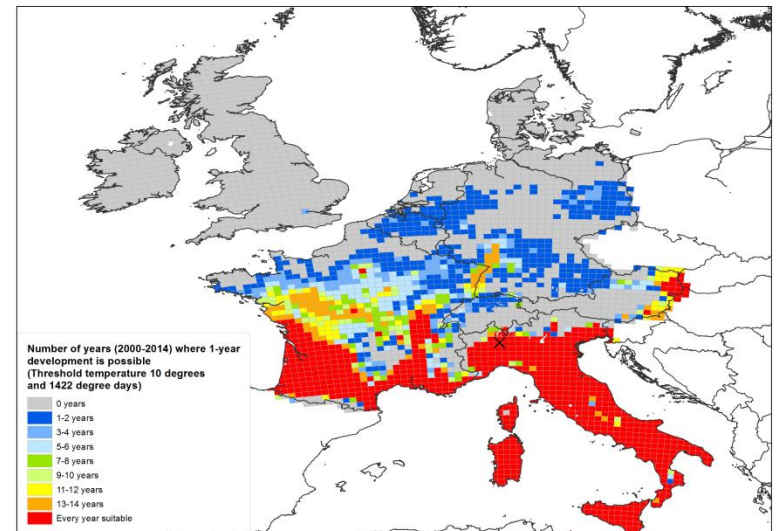 Number of years (2000-2014) where 1-year
development is possible
(Threshold temperature 10 degrees
and 1422 degree days)
0 years
1-2 years
3-4 years
5-6 years
7-8 years
9-10 years
11-12 years
13-14 years
Every year suitable